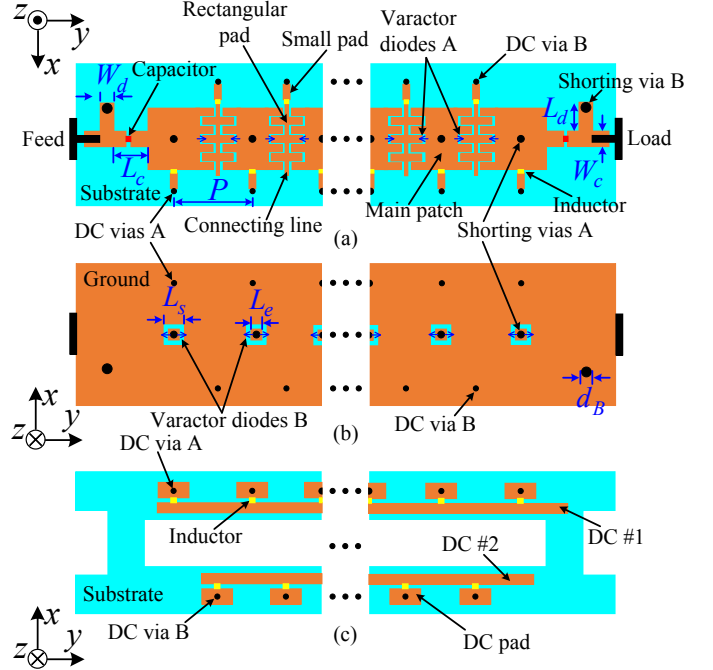 z
y
x
Rectangular
pad
Small pad
Varactor
diodes A
DC via B
W_d
Capacitor
Shorting via B
L_d
Feed
Load
L_c
W_c
Substrate
P
Main patch
Inductor
DC vias A
Connecting line
Shorting vias A
(a)
Ground
L_s
L_e
d_B
x
z
y
Varactor diodes B
(b)
DC via B
DC via A
Inductor
DC #1
DC #2
Substrate
x
z
y
DC via B
(c)
DC pad